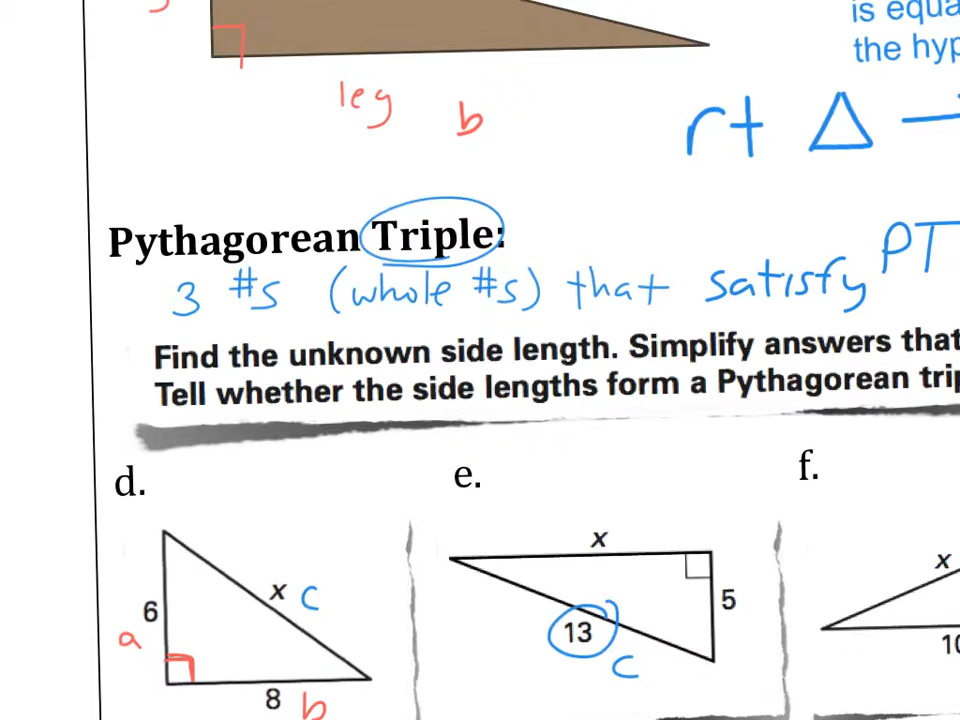 is equa
the hyp
leg b
rt △ →
Pythagorean Triple:
3 #s (whole #s) that satisfy PT
Find the unknown side length. Simplify answers that
Tell whether the side lengths form a Pythagorean trip
d.
e.
f.
x
x
x c
6
5
13
c
a
10
8 b